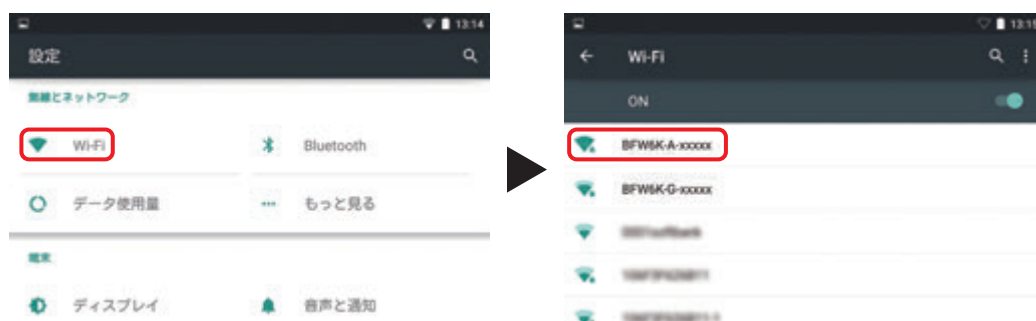 13:14
設定
無線とネットワーク
Wi-Fi
Bluetooth
データ使用量
もっと見る
端末
ディスプレイ
音声と通知
13:15
Wi-Fi
ON
BFW6K-A-xxxxx
BFW6K-G-xxxxx